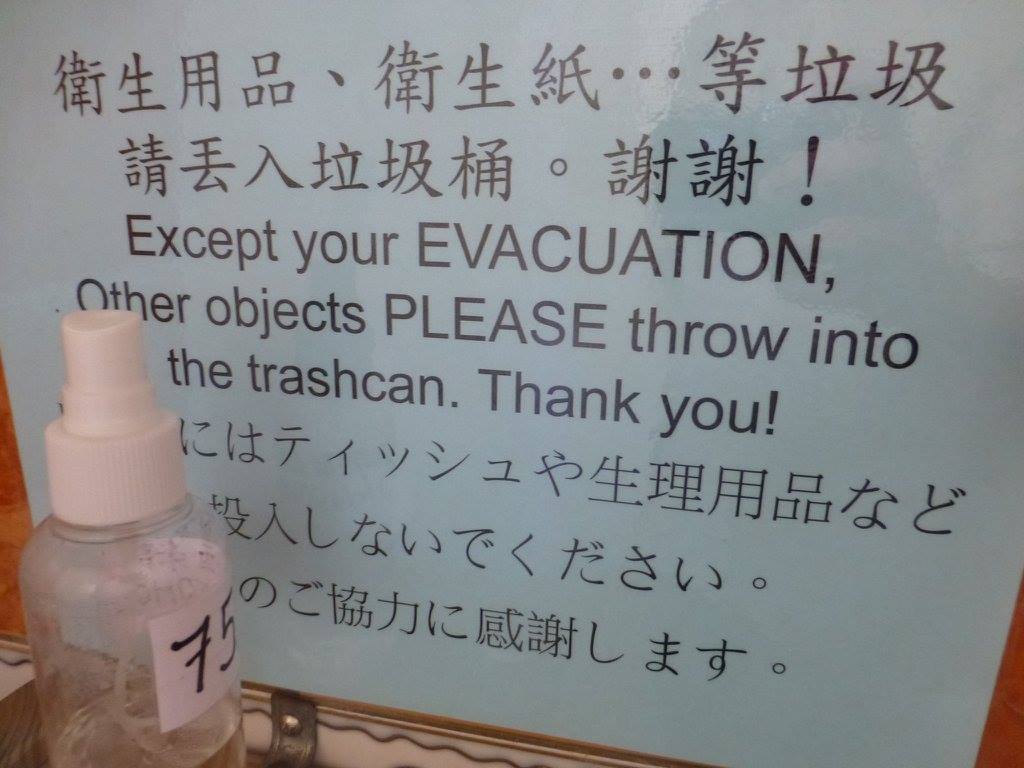 衛生用品、衛生紙…等垃圾
請丟入垃圾桶。謝謝！
Except your EVACUATION,
Other objects PLEASE throw into
the trashcan. Thank you!
にはティッシュや生理用品など
投入しないでください。
のご協力に感謝します。
75